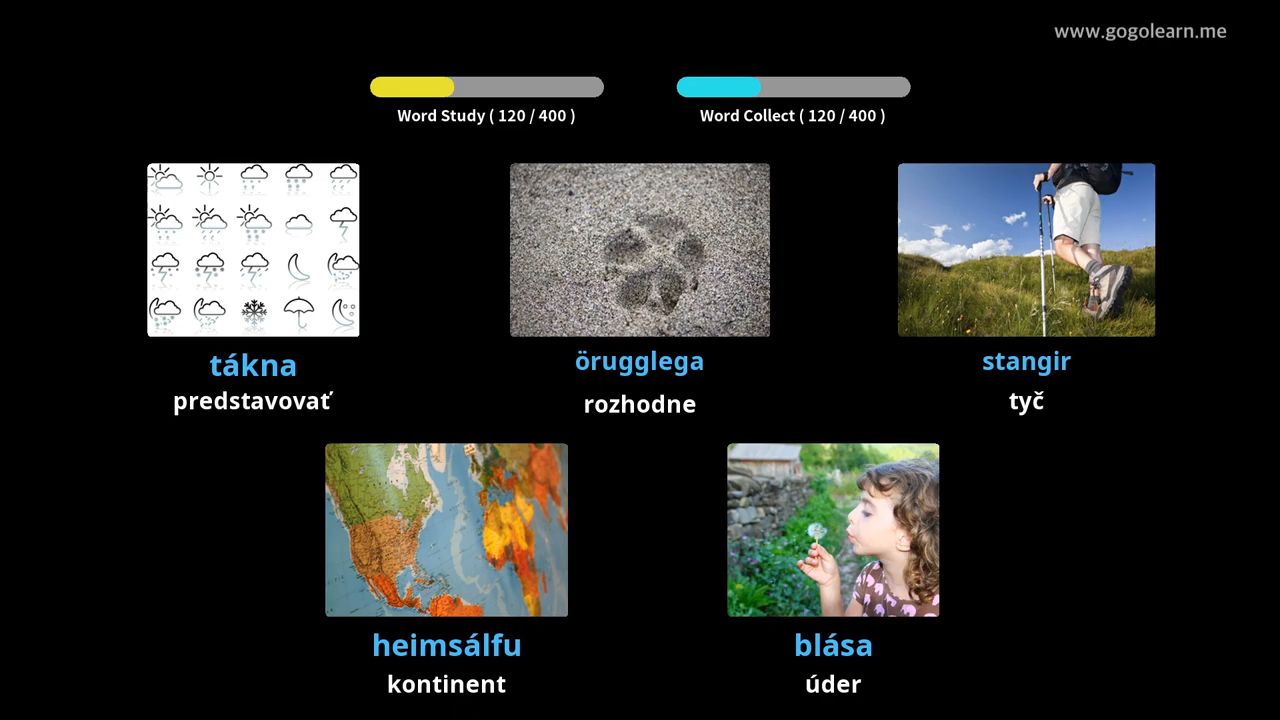 www.gogolearn.me
Word Study ( 120 / 400 )
Word Collect ( 120 / 400 )
tákna
predstavovať
örugglega
rozhodne
stangir
tyč
heimsálfu
kontinent
blása
úder